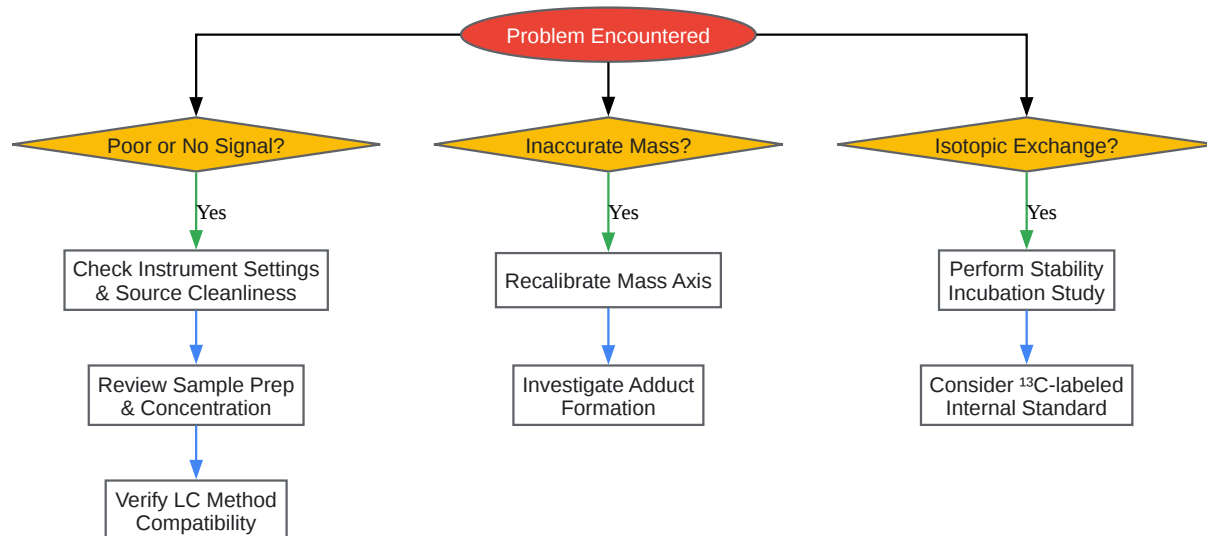 Problem Encountered
Poor or No Signal?
Inaccurate Mass?
Isotopic Exchange?
Yes
Yes
Yes
Check Instrument Settings
& Source Cleanliness
Recalibrate Mass Axis
Perform Stability
Incubation Study
Review Sample Prep
& Concentration
Investigate Adduct
Formation
Consider ¹³C-labeled
Internal Standard
Verify LC Method
Compatibility